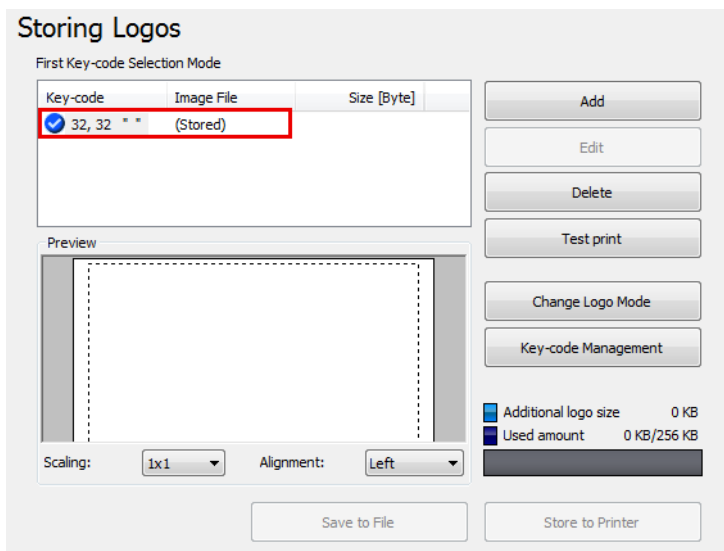 Storing Logos
First Key-code Selection Mode
Key-code Image File Size [Byte]
32, 32 " " (Stored)
Add
Edit
Delete
Test print
Preview
Change Logo Mode
Key-code Management
Additional logo size 0 KB
Used amount 0 KB/256 KB
Scaling: 1x1 Alignment: Left
Save to File
Store to Printer